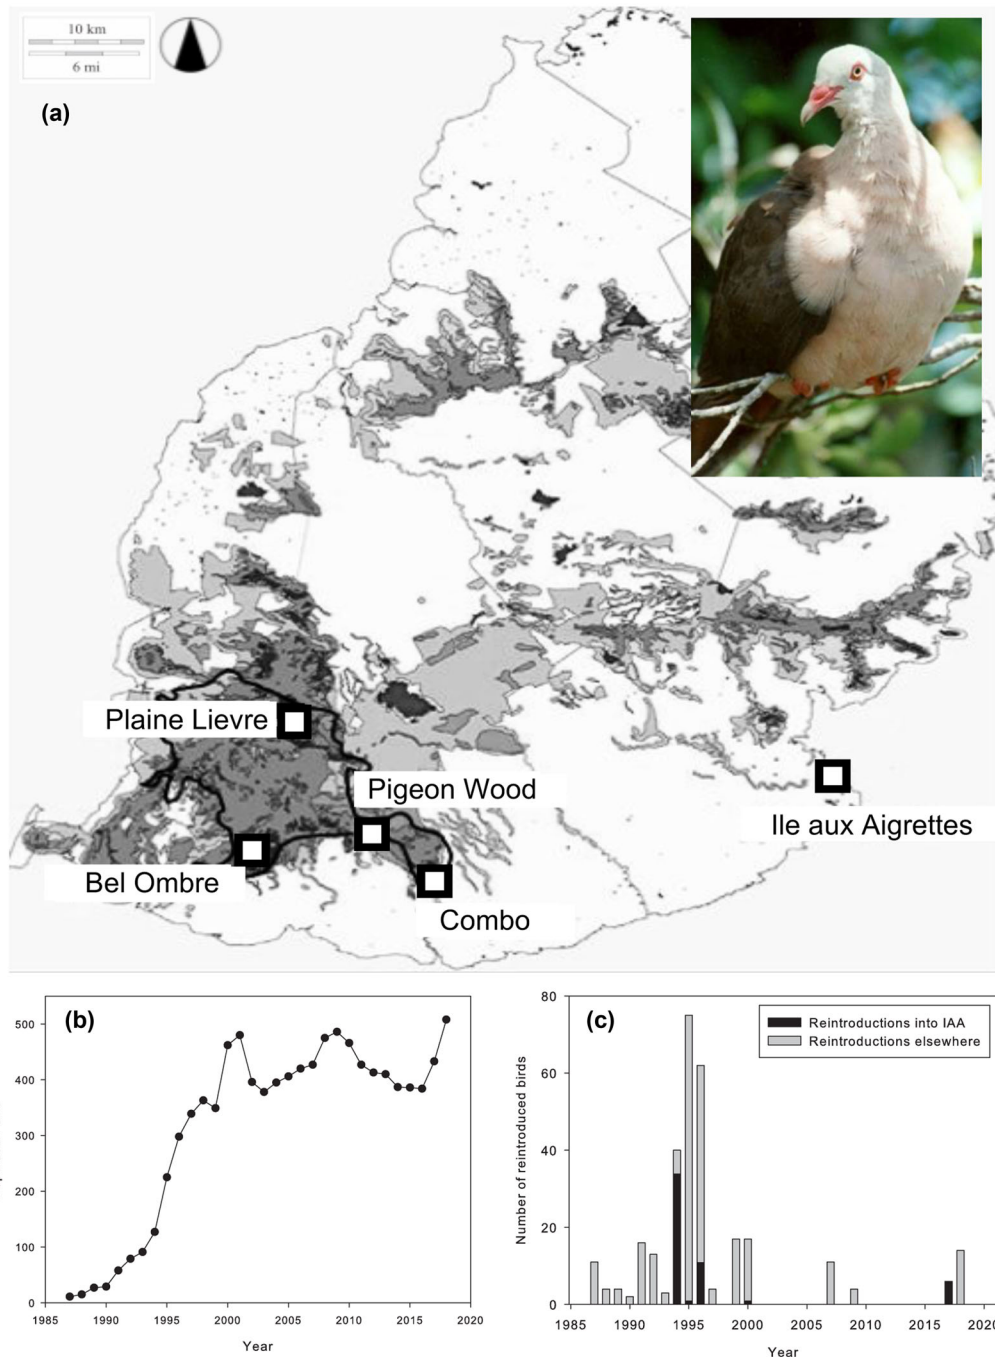 10 km
6 mi
(a)
Plaine Lievre
Pigeon Wood
Ile aux Aigrettes
Bel Ombre
Combo
(b)
500
400
300
200
100
0
1985 1990 1995 2000 2005 2010 2015 2020
Year
(c)
Reintroductions into IAA
Reintroductions elsewhere
Number of reintroduced birds
80
60
40
20
0
1985 1990 1995 2000 2005 2010 2015 2020
Year